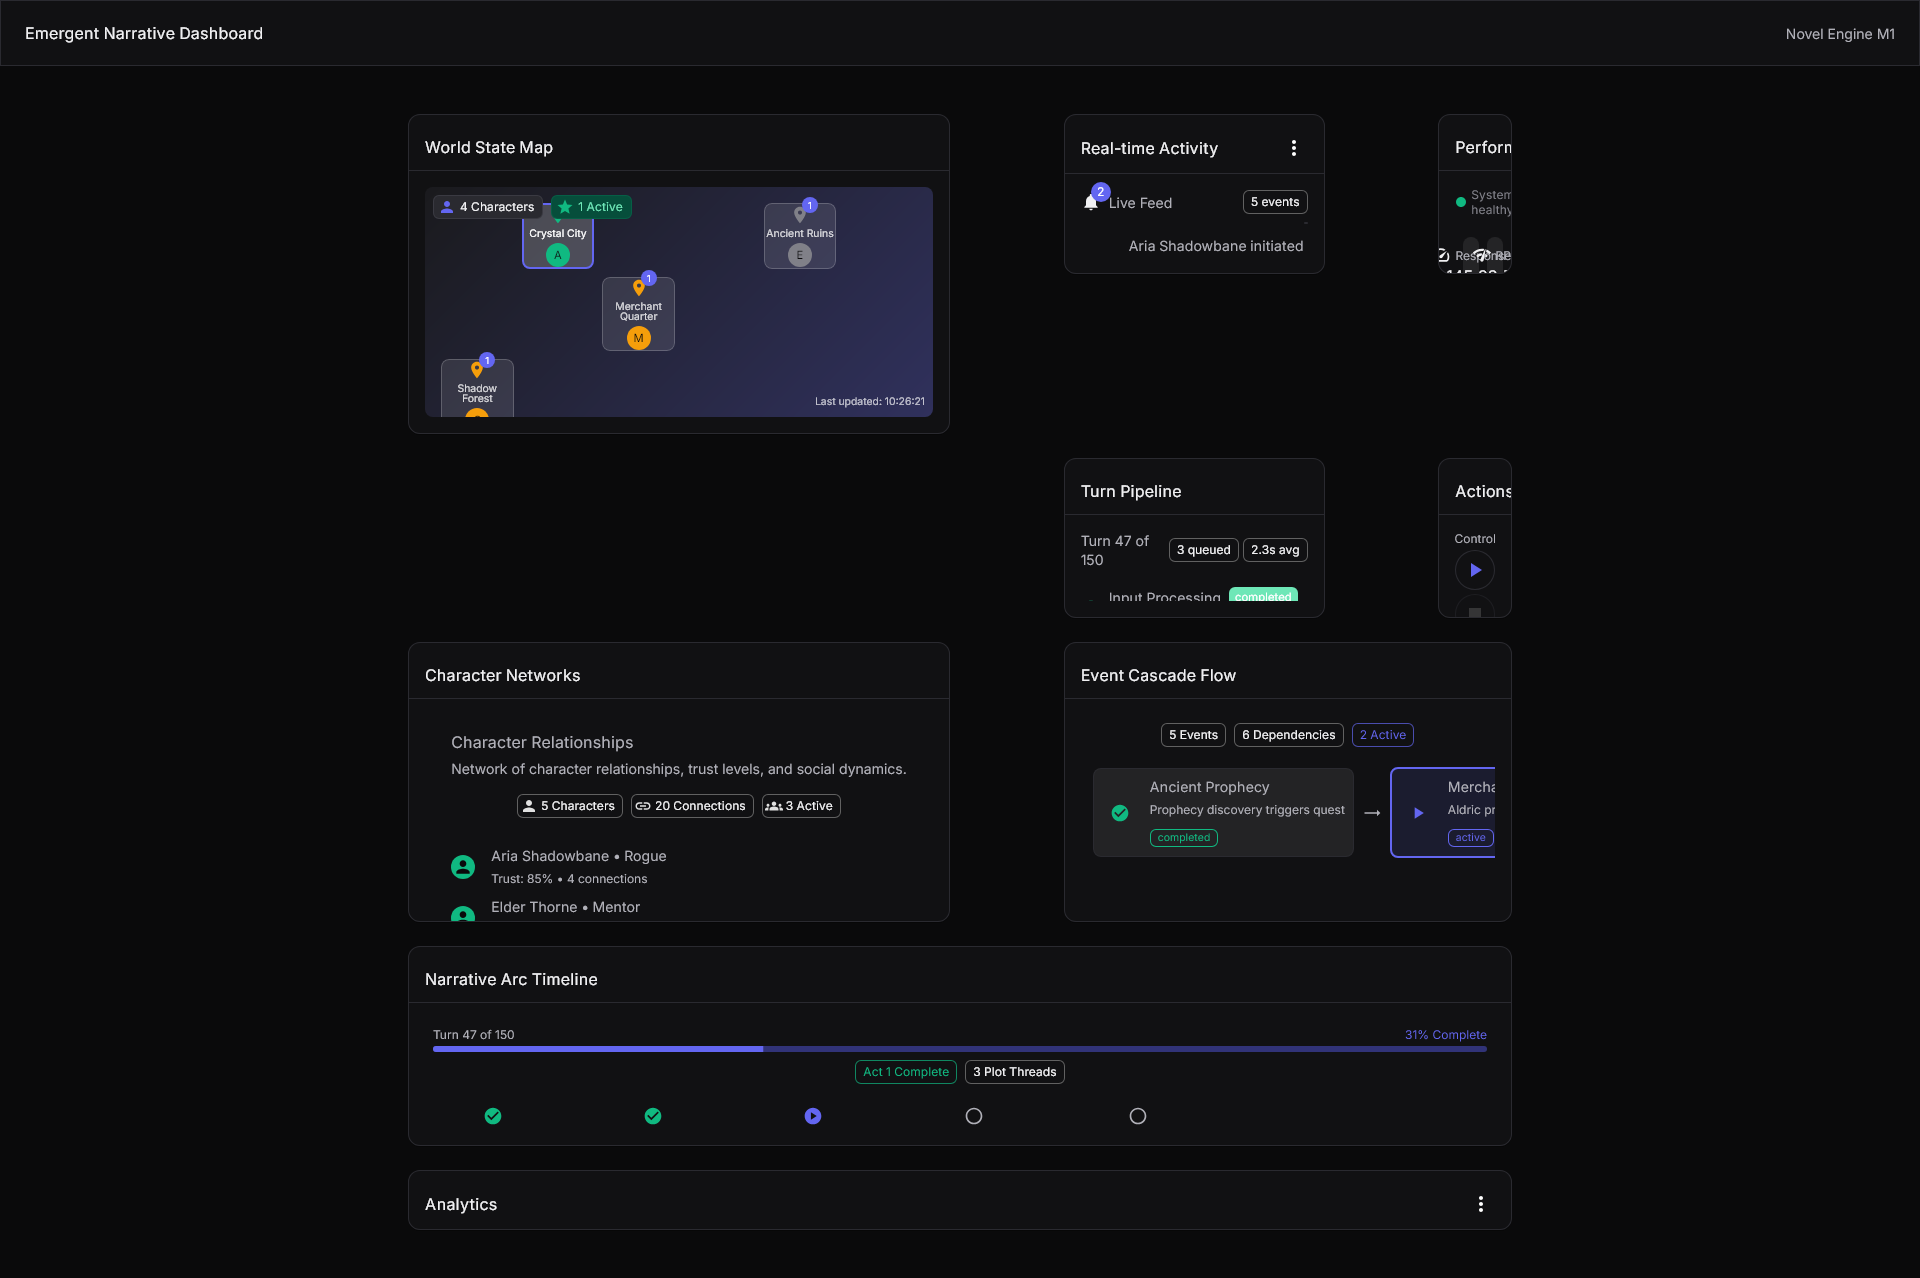 Emergent Narrative Dashboard
Novel Engine M1
World State Map
4 Characters
1 Active
Crystal City
A
1
Ancient Ruins
E
1
Merchant
Quarter
M
1
Shadow
Forest
Last updated: 10:26:21
Real-time Activity
2
Live Feed
5 events
Aria Shadowbane initiated
Perform
System
healthy
Turn Pipeline
Turn 47 of
150
3 queued
2.3s avg
Input Processing
completed
Actions
Control
Character Networks
Character Relationships
Network of character relationships, trust levels, and social dynamics.
5 Characters
20 Connections
3 Active
Aria Shadowbane • Rogue
Trust: 85% • 4 connections
Elder Thorne • Mentor
Event Cascade Flow
5 Events
6 Dependencies
2 Active
Ancient Prophecy
Prophecy discovery triggers quest
completed
→
Mercha
Aldric pr
active
Narrative Arc Timeline
Turn 47 of 150
31% Complete
Act 1 Complete
3 Plot Threads
Analytics